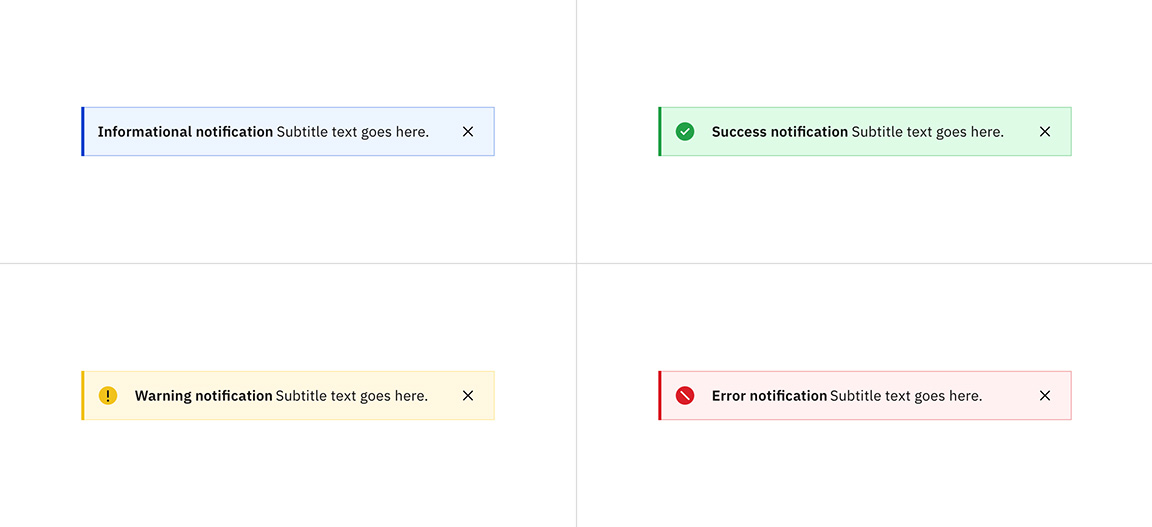 Informational notification Subtitle text goes here.
Success notification Subtitle text goes here.
Warning notification Subtitle text goes here.
Error notification Subtitle text goes here.